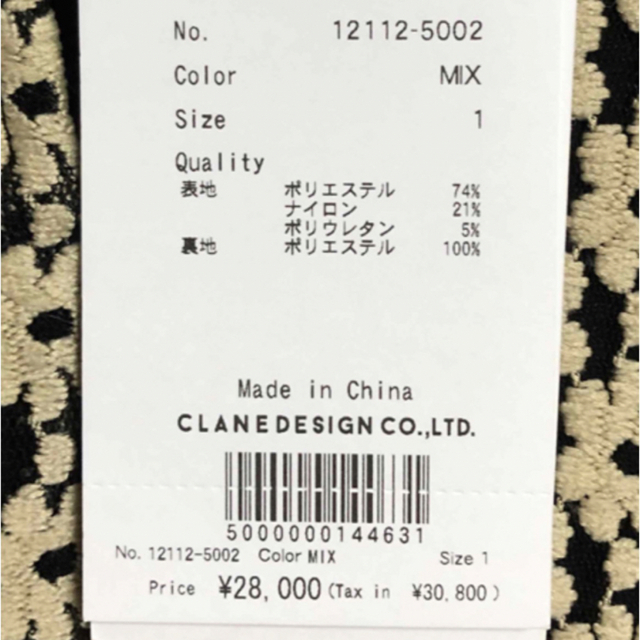 No. 12112-5002
Color MIX
Size 1
Quality
表地 ポリエステル 74%
ナイロン 21%
ポリウレタン 5%
裏地 ポリエステル 100%
Made in China
CLANE DESIGN CO.,LTD.
5000000144631
No. 12112-5002 Color MIX Size 1
Price ¥28,000 (Tax in ¥30,800)